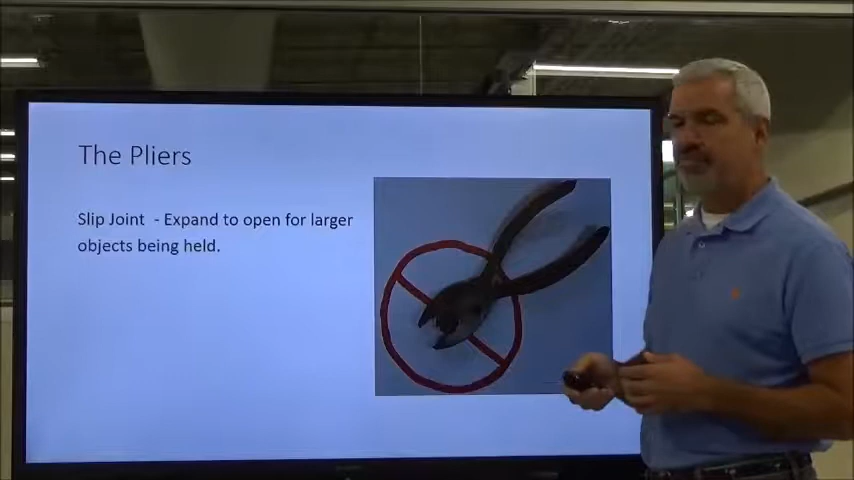 The Pliers
Slip Joint - Expand to open for larger
objects being held.